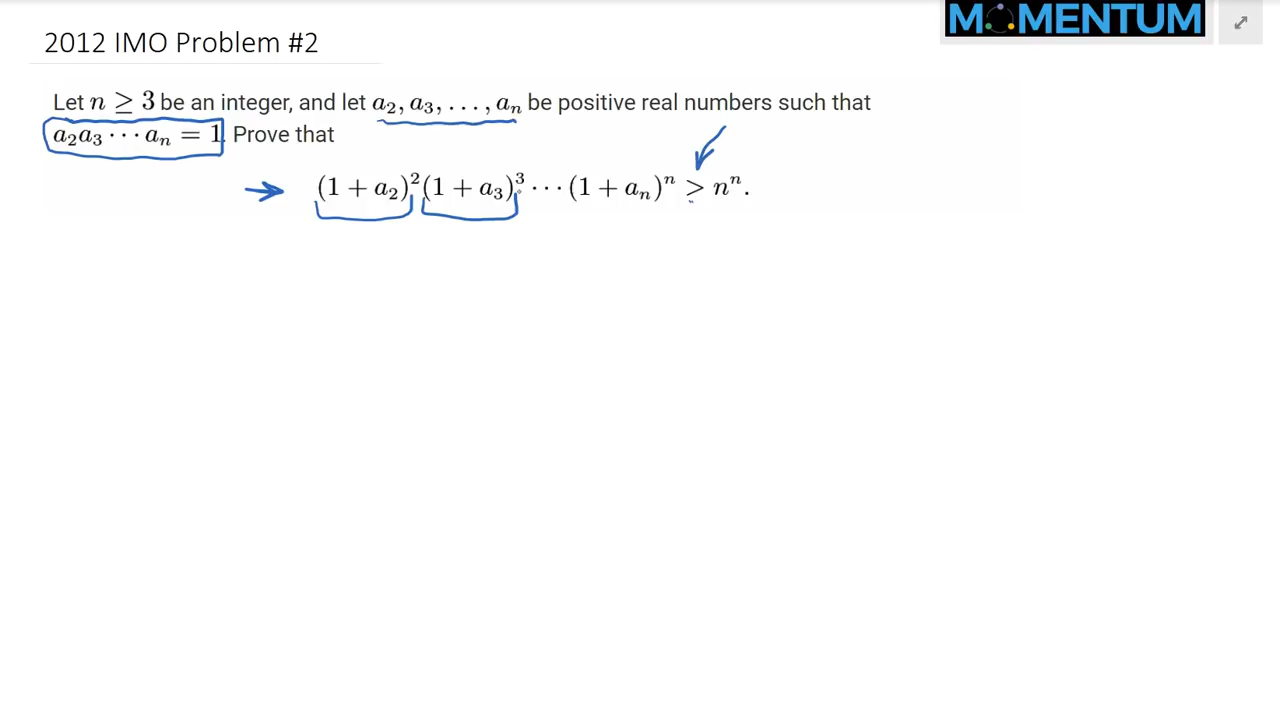 MOMENTUM
2012 IMO Problem #2
Let n ≥ 3 be an integer, and let a₂, a₃, . . . , aₙ be positive real numbers such that
a₂a₃ · · · aₙ = 1. Prove that
(1 + a₂)²(1 + a₃)³ · · · (1 + aₙ)ⁿ > nⁿ.